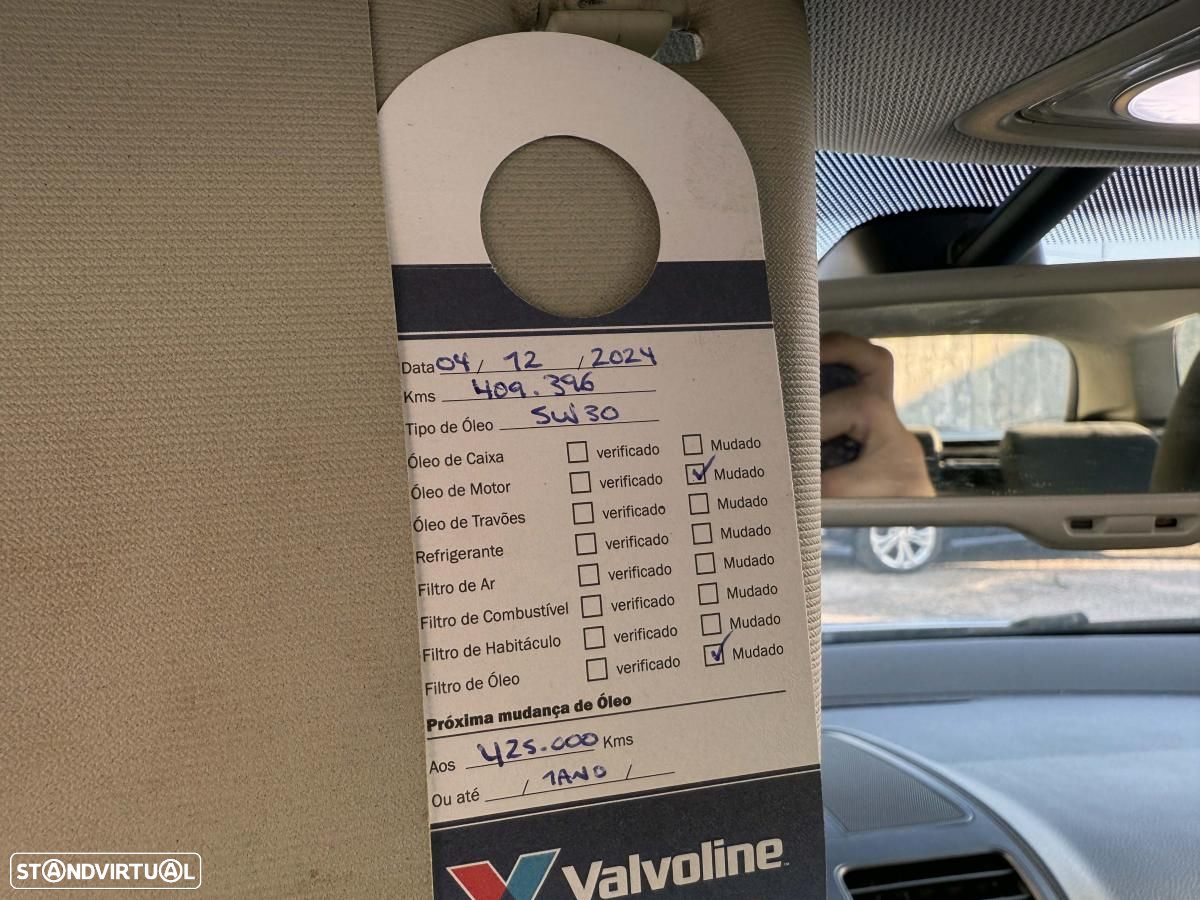 Data 04 / 12 / 2024
Kms 409.396
Tipo de Óleo 5W30
Óleo de Caixa verificado Mudado
Óleo de Motor verificado Mudado
Óleo de Travões verificado Mudado
Refrigerante verificado Mudado
Filtro de Ar verificado Mudado
Filtro de Combustível verificado Mudado
Filtro de Habitáculo verificado Mudado
Filtro de Óleo verificado Mudado
Próxima mudança de Óleo
Aos 425.000 Kms
Ou até / 1ANO /
Valvoline™
STANDVIRTUAL